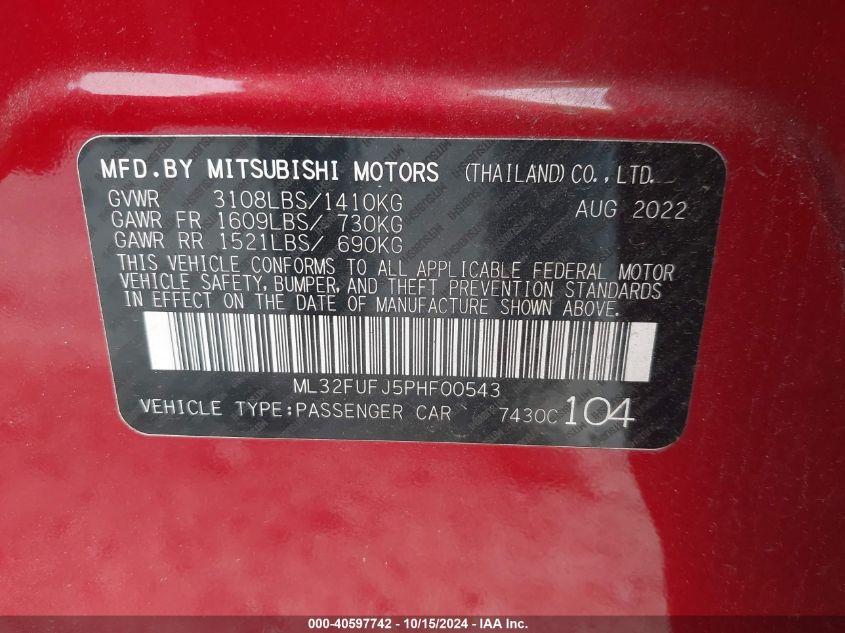 MFD.BY MITSUBISHI MOTORS (THAILAND) CO.,LTD.
GVWR 3108LBS/1410KG AUG 2022
GAWR FR 1609LBS/ 730KG
GAWR RR 1521LBS/ 690KG
THIS VEHICLE CONFORMS TO ALL APPLICABLE FEDERAL MOTOR
VEHICLE SAFETY, BUMPER, AND THEFT PREVENTION STANDARDS
IN EFFECT ON THE DATE OF MANUFACTURE SHOWN ABOVE.
ML32FUFJ5PHF00543
VEHICLE TYPE:PASSENGER CAR 7430C 104
000-40597742 - 10/15/2024 - IAA Inc.